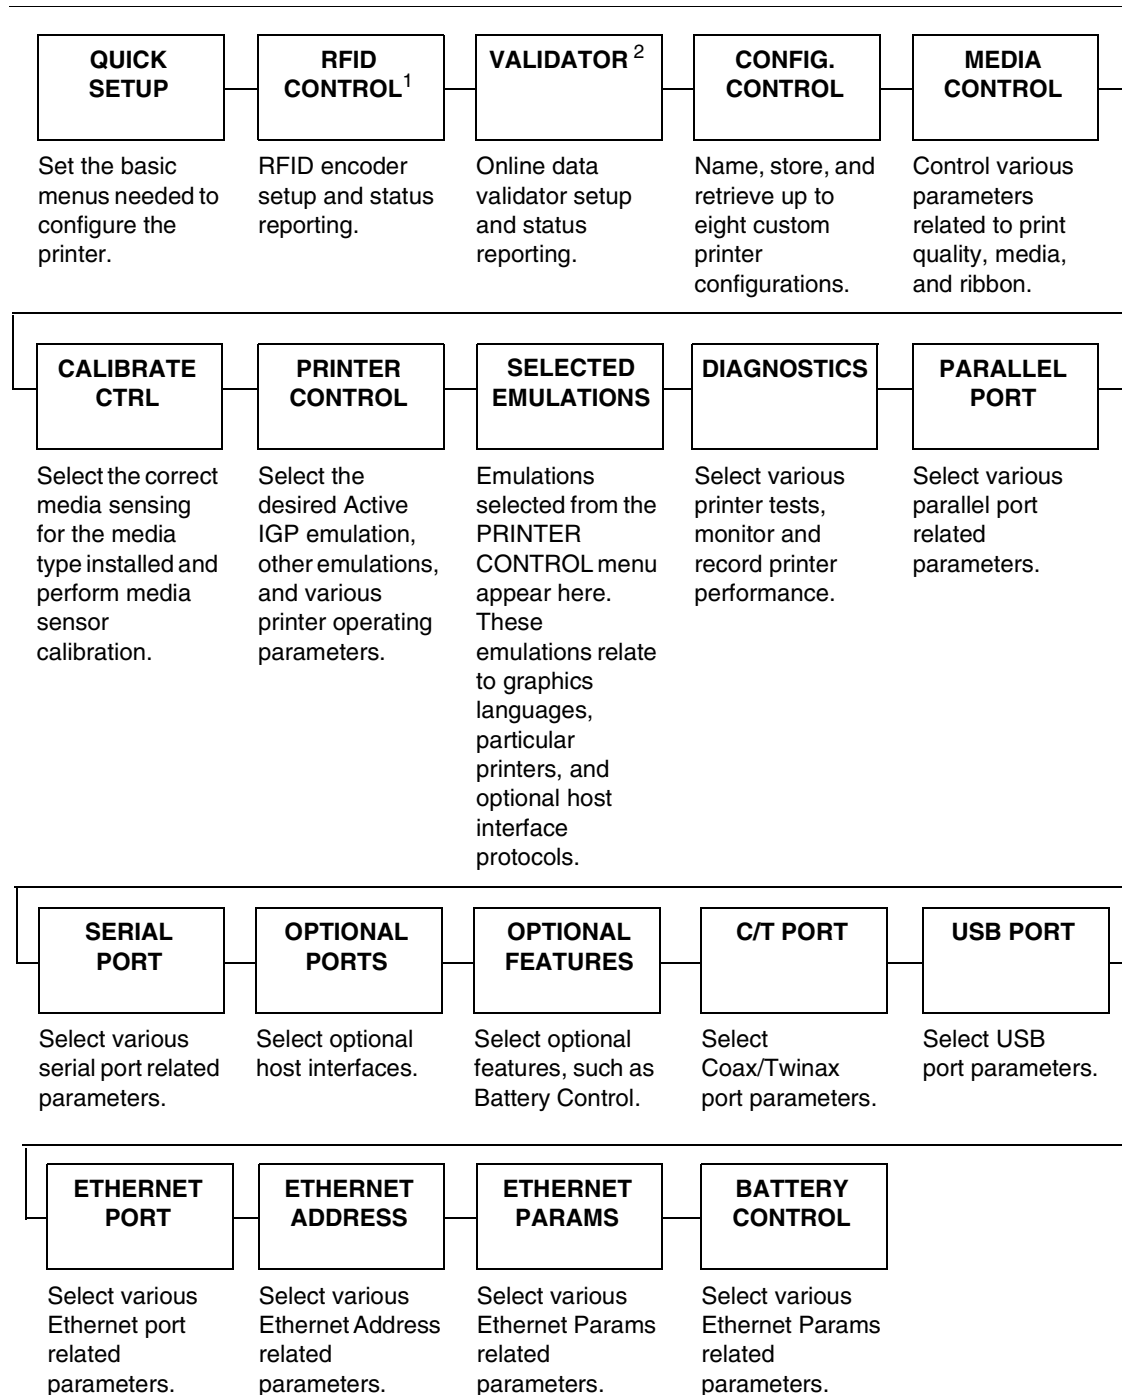 QUICK
SETUP
RFID
CONTROL1
VALIDATOR 2
CONFIG.
CONTROL
MEDIA
CONTROL
Set the basic
menus needed to
configure the
printer.
RFID encoder
setup and status
reporting.
Online data
validator setup
and status
reporting.
Name, store, and
retrieve up to
eight custom
printer
configurations.
Control various
parameters
related to print
quality, media,
and ribbon.
CALIBRATE
CTRL
PRINTER
CONTROL
SELECTED
EMULATIONS
DIAGNOSTICS
PARALLEL
PORT
Select the correct
media sensing
for the media
type installed and
perform media
sensor
calibration.
Select the
desired Active
IGP emulation,
other emulations,
and various
printer operating
parameters.
Emulations
selected from the
PRINTER
CONTROL menu
appear here.
These
emulations relate
to graphics
languages,
particular
printers, and
optional host
interface
protocols.
Select various
printer tests,
monitor and
record printer
performance.
Select various
parallel port
related
parameters.
SERIAL
PORT
OPTIONAL
PORTS
OPTIONAL
FEATURES
C/T PORT
USB PORT
Select various
serial port related
parameters.
Select optional
host interfaces.
Select optional
features, such as
Battery Control.
Select
Coax/Twinax
port parameters.
Select USB
port parameters.
ETHERNET
PORT
ETHERNET
ADDRESS
ETHERNET
PARAMS
BATTERY
CONTROL
Select various
Ethernet port
related
parameters.
Select various
Ethernet Address
related
parameters.
Select various
Ethernet Params
related
parameters.
Select various
Ethernet Params
related
parameters.